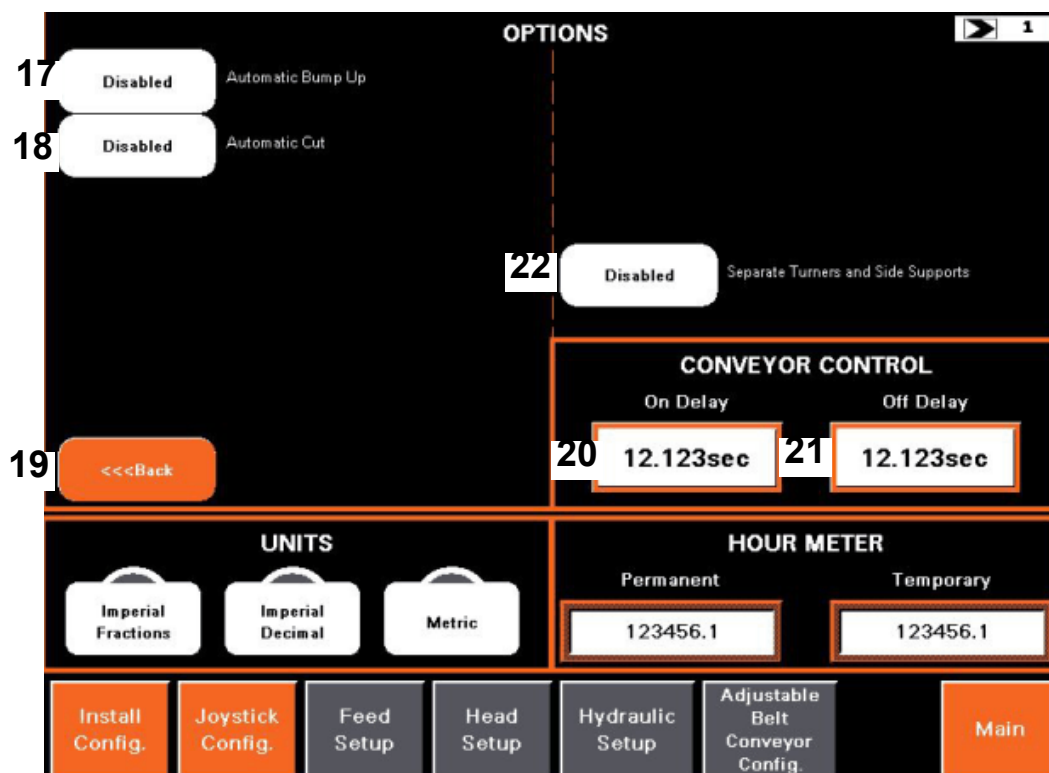 OPTIONS
1
17
Disabled
Automatic Bump Up
18
Disabled
Automatic Cut
22
Disabled
Separate Turners and Side Supports
CONVEYOR CONTROL
On Delay
Off Delay
19
<<<Back
20
12.123sec
21
12.123sec
UNITS
Imperial
Fractions
Imperial
Decimal
Metric
HOUR METER
Permanent
Temporary
123456.1
123456.1
Install
Config.
Joystick
Config.
Feed
Setup
Head
Setup
Hydraulic
Setup
Adjustable
Belt
Conveyor
Config.
Main